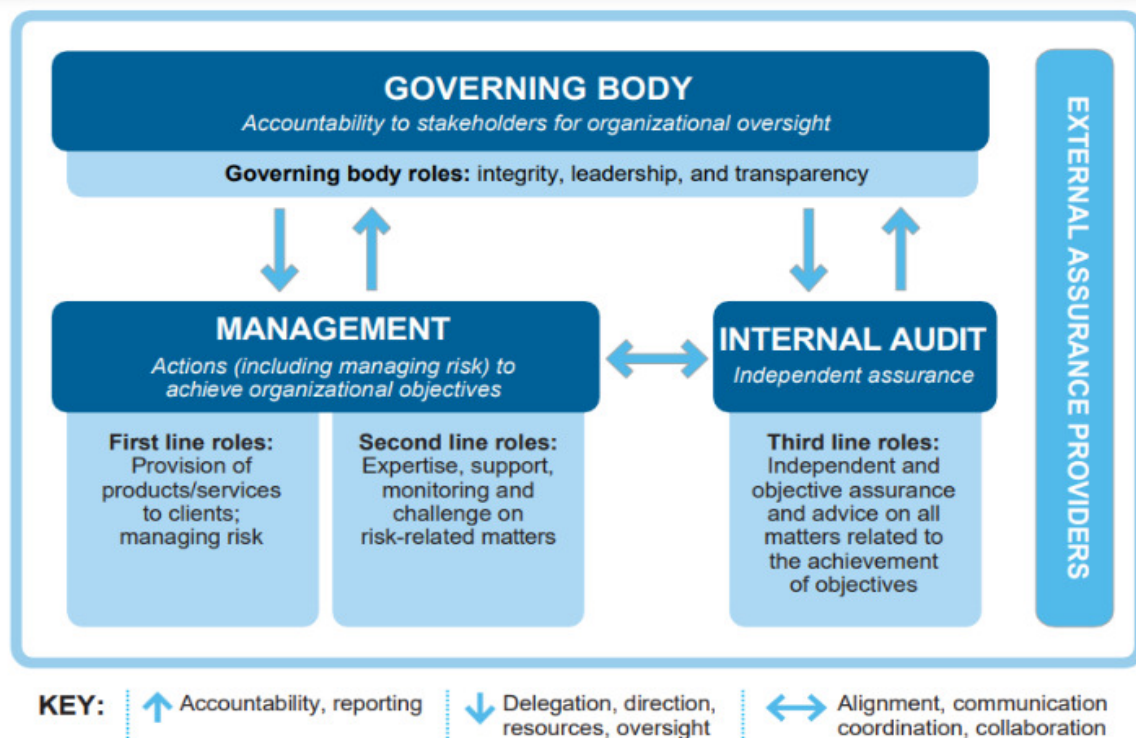 GOVERNING BODY
Accountability to stakeholders for organizational oversight
Governing body roles: integrity, leadership, and transparency
MANAGEMENT
Actions (including managing risk) to
achieve organizational objectives
First line roles:
Provision of
products/services
to clients;
managing risk
Second line roles:
Expertise, support,
monitoring and
challenge on
risk-related matters
INTERNAL AUDIT
Independent assurance
Third line roles:
Independent and
objective assurance
and advice on all
matters related to
the achievement
of objectives
EXTERNAL ASSURANCE PROVIDERS
KEY:
Accountability, reporting
Delegation, direction,
resources, oversight
Alignment, communication
coordination, collaboration